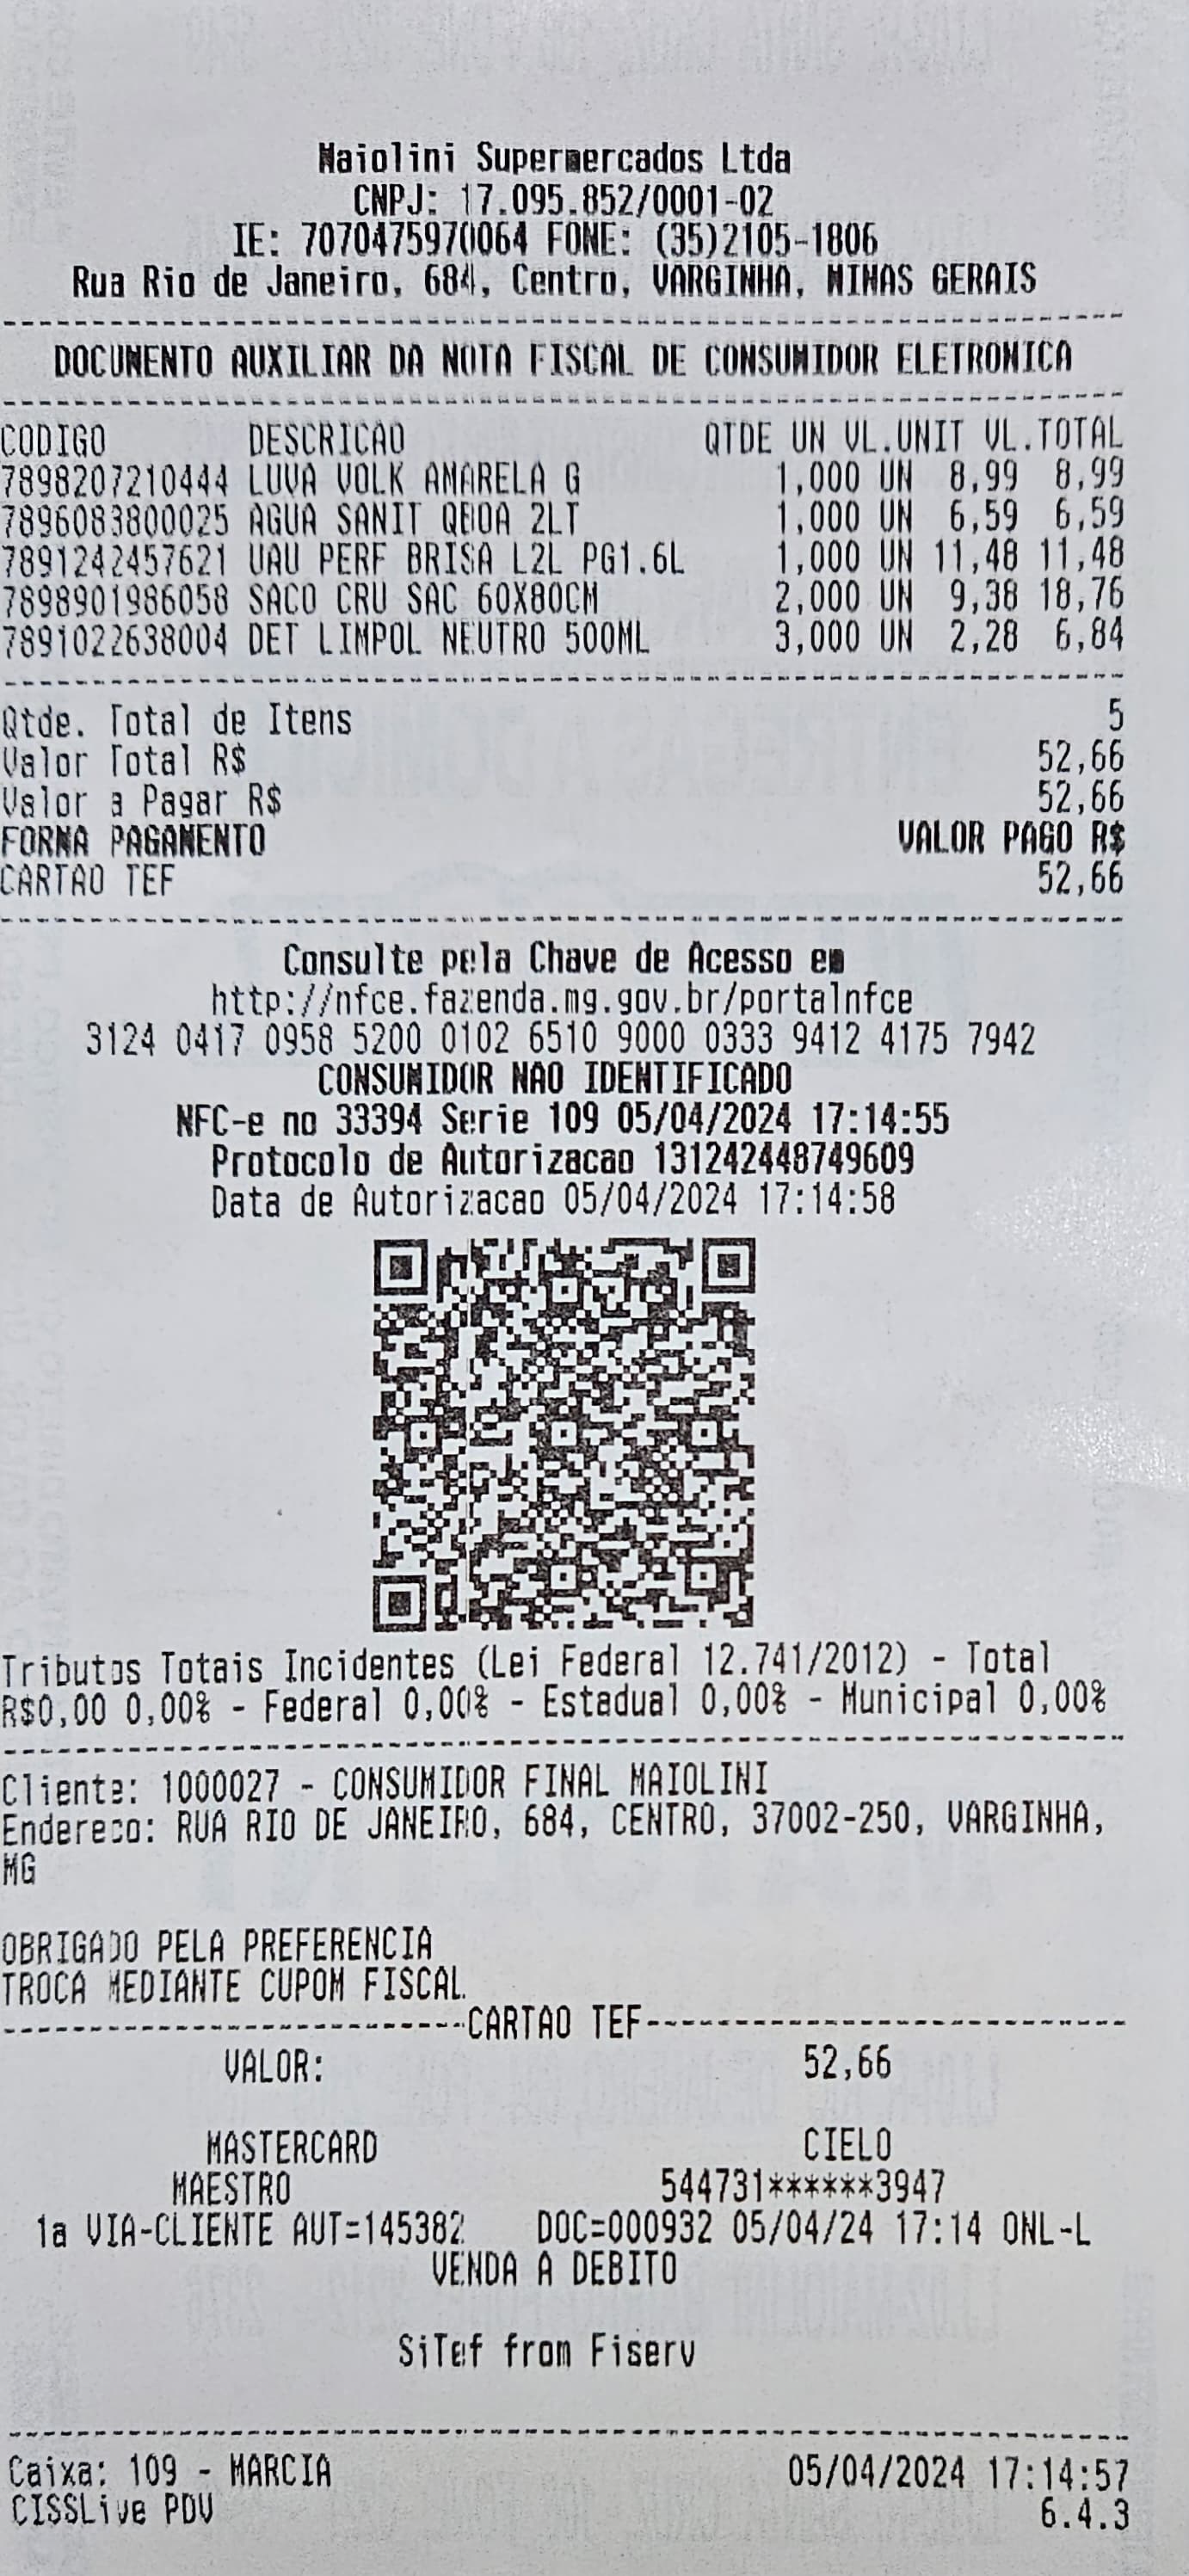 Maiolini Supermercados Ltda
CNPJ: 17.095.852/0001-02
IE: 7070475970064 FONE: (35)2105-1806
Rua Rio de Janeiro, 684, Centro, VARGINHA, MINAS GERAIS
DOCUMENTO AUXILIAR DA NOTA FISCAL DE CONSUMIDOR ELETRONICA
CODIGO DESCRICAO QTDE UN VL.UNIT VL.TOTAL
7898207210444 LUVA VOLK AMARELA G 1,000 UN 8,99 8,99
7896083800025 AGUA SANIT QBOA 2LT 1,000 UN 6,59 6,59
7891242457621 UAU PERF BRISA L2L PG1.6L 1,000 UN 11,48 11,48
7898901986058 SACO CRU SAC 60X80CM 2,000 UN 9,38 18,76
7891022638004 DET LIMPOL NEUTRO 500ML 3,000 UN 2,28 6,84
Qtde. Total de Itens 5
Valor Total R$ 52,66
Valor a Pagar R$ 52,66
FORMA PAGAMENTO VALOR PAGO R$
CARTAO TEF 52,66
Consulte pela Chave de Acesso em
http://nfce.fazenda.mg.gov.br/portalnfce
3124 0417 0958 5200 0102 6510 9000 0333 9412 4175 7942
CONSUMIDOR NAO IDENTIFICADO
NFC-e no 33394 Serie 109 05/04/2024 17:14:55
Protocolo de Autorizacao 131242448749609
Data de Autorizacao 05/04/2024 17:14:58
Tributos Totais Incidentes (Lei Federal 12.741/2012) - Total
R$0,00 0,00% - Federal 0,00% - Estadual 0,00% - Municipal 0,00%
Cliente: 1000027 - CONSUMIDOR FINAL MAIOLINI
Endereco: RUA RIO DE JANEIRO, 684, CENTRO, 37002-250, VARGINHA,
MG
OBRIGADO PELA PREFERENCIA
TROCA MEDIANTE CUPOM FISCAL
--------------------------CARTAO TEF---------------------------
VALOR: 52,66
MASTERCARD CIELO
MAESTRO 544731******3947
1a VIA-CLIENTE AUT=145382 DOC=000932 05/04/24 17:14 ONL-L
VENDA A DEBITO
SiTef from Fiserv
Caixa: 109 - MARCIA 05/04/2024 17:14:57
CISSLive PDV 6.4.3